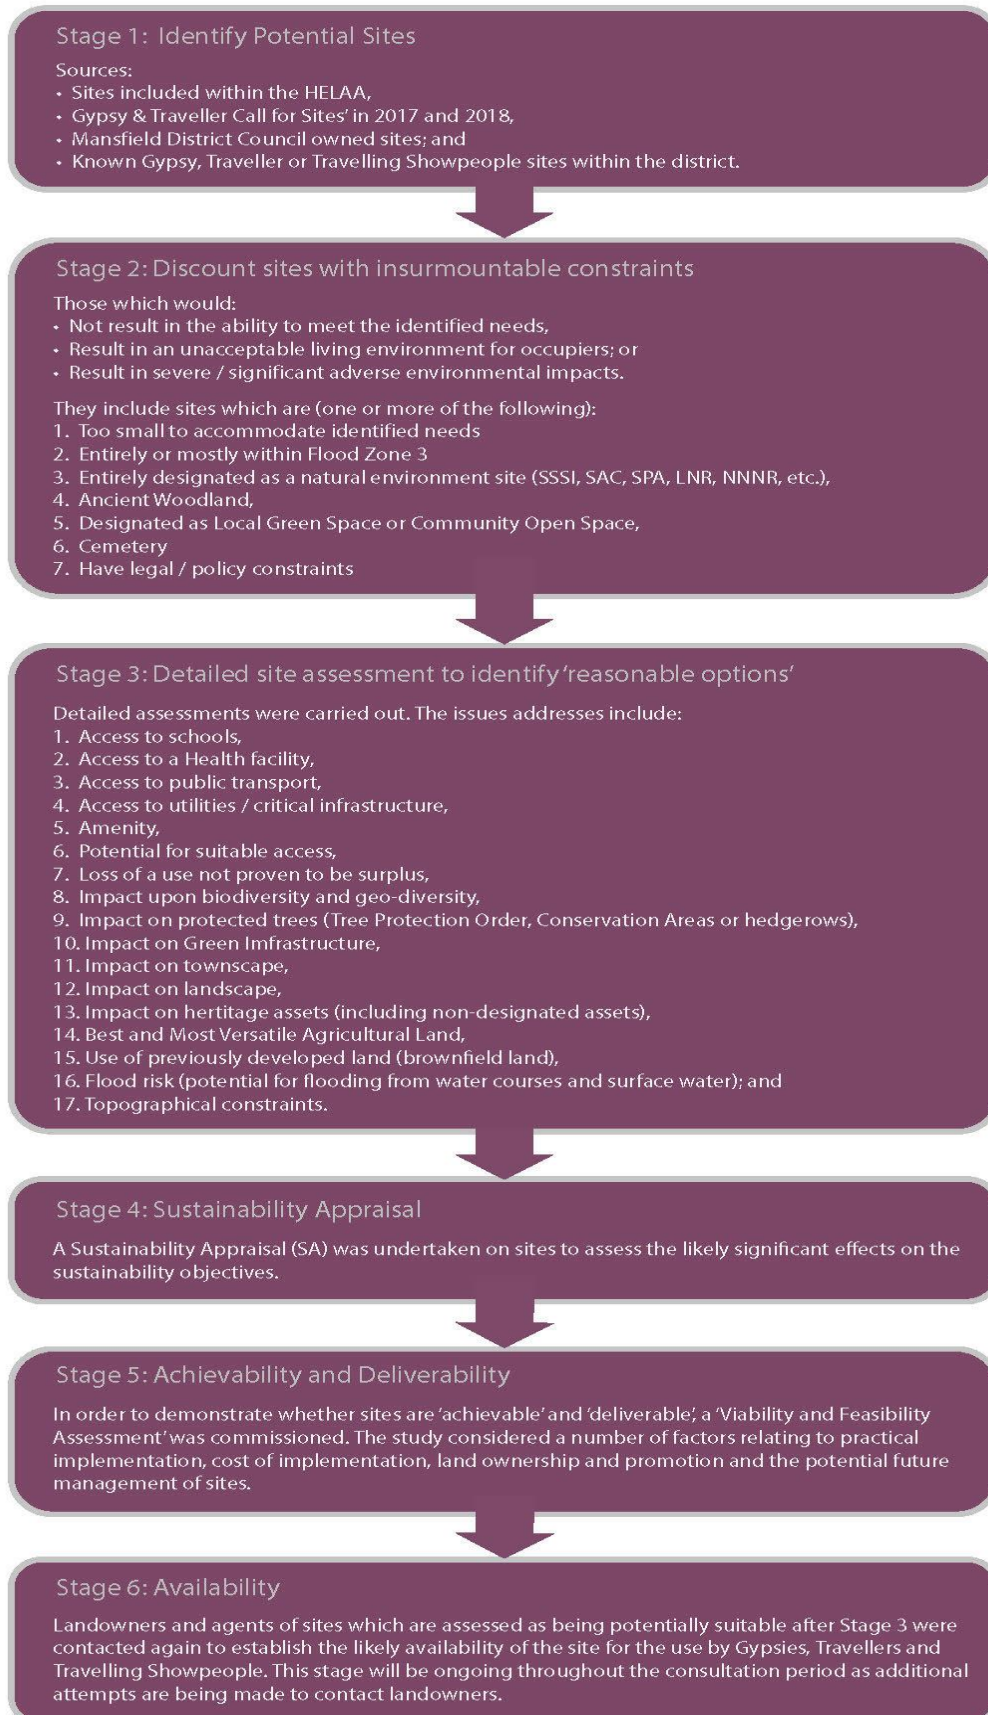 Stage 1: Identify Potential Sites
Sources:
• Sites included within the HELAA,
• Gypsy & Traveller Call for Sites’ in 2017 and 2018,
• Mansfield District Council owned sites; and
• Known Gypsy, Traveller or Travelling Showpeople sites within the district.
Stage 2: Discount sites with insurmountable constraints
Those which would:
• Not result in the ability to meet the identified needs,
• Result in an unacceptable living environment for occupiers; or
• Result in severe / significant adverse environmental impacts.
They include sites which are (one or more of the following):
1. Too small to accommodate identified needs
2. Entirely or mostly within Flood Zone 3
3. Entirely designated as a natural environment site (SSSI, SAC, SPA, LNR, NNNR, etc.),
4. Ancient Woodland,
5. Designated as Local Green Space or Community Open Space,
6. Cemetery
7. Have legal / policy constraints
Stage 3: Detailed site assessment to identify ‘reasonable options’
Detailed assessments were carried out. The issues addresses include:
1. Access to schools,
2. Access to a Health facility,
3. Access to public transport,
4. Access to utilities / critical infrastructure,
5. Amenity,
6. Potential for suitable access,
7. Loss of a use not proven to be surplus,
8. Impact upon biodiversity and geo-diversity,
9. Impact on protected trees (Tree Protection Order, Conservation Areas or hedgerows),
10. Impact on Green Imfrastructure,
11. Impact on townscape,
12. Impact on landscape,
13. Impact on hertitage assets (including non-designated assets),
14. Best and Most Versatile Agricultural Land,
15. Use of previously developed land (brownfield land),
16. Flood risk (potential for flooding from water courses and surface water); and
17. Topographical constraints.
Stage 4: Sustainability Appraisal
A Sustainability Appraisal (SA) was undertaken on sites to assess the likely significant effects on the
sustainability objectives.
Stage 5: Achievability and Deliverability
In order to demonstrate whether sites are ‘achievable’ and ‘deliverable’, a ‘Viability and Feasibility
Assessment’ was commissioned. The study considered a number of factors relating to practical
implementation, cost of implementation, land ownership and promotion and the potential future
management of sites.
Stage 6: Availability
Landowners and agents of sites which are assessed as being potentially suitable after Stage 3 were
contacted again to establish the likely availability of the site for the use by Gypsies, Travellers and
Travelling Showpeople. This stage will be ongoing throughout the consultation period as additional
attempts are being made to contact landowners.